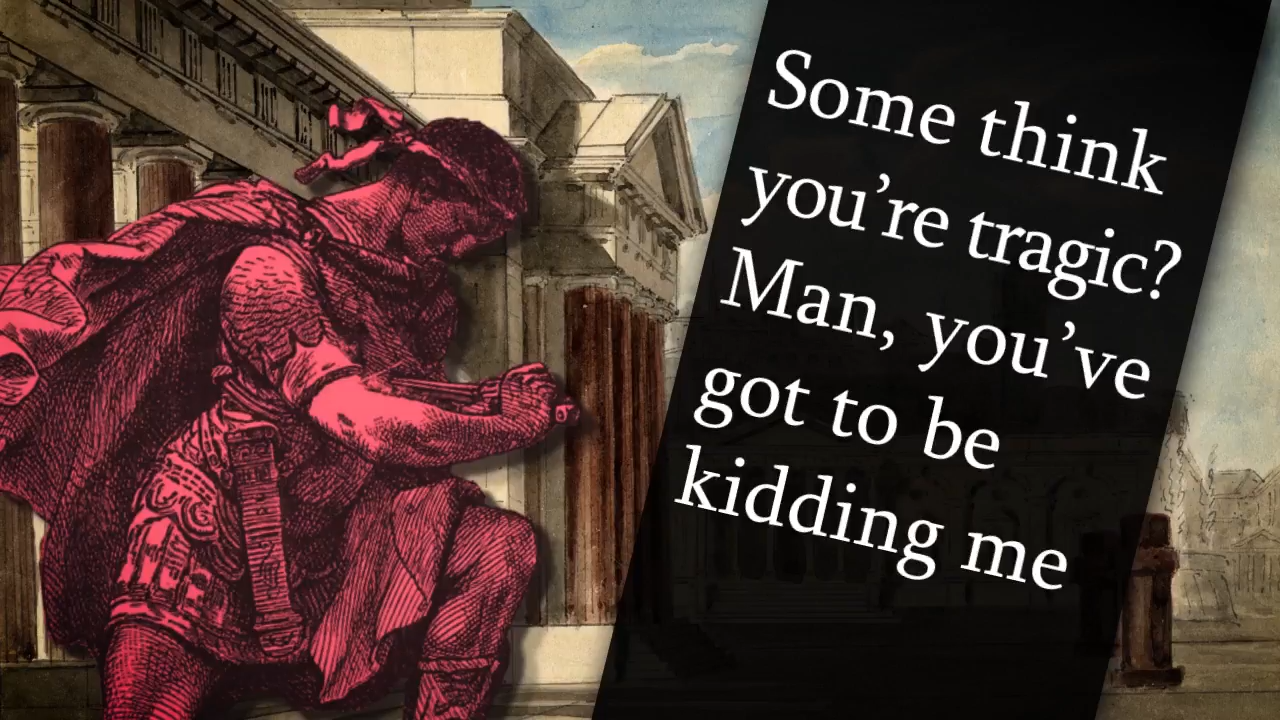 Some think
you’re tragic?
Man, you’ve
got to be
kidding me